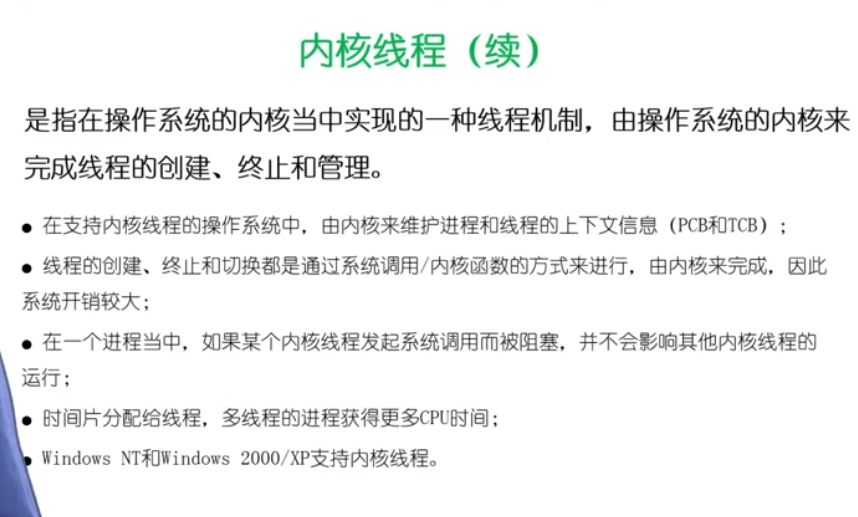 内核线程（续）
是指在操作系统的内核当中实现的一种线程机制，由操作系统的内核来
完成线程的创建、终止和管理。
● 在支持内核线程的操作系统中，由内核来维护进程和线程的上下文信息（PCB和TCB）；
● 线程的创建、终止和切换都是通过系统调用/内核函数的方式来进行，由内核来完成，因此
系统开销较大；
● 在一个进程当中，如果某个内核线程发起系统调用而被阻塞，并不会影响其他内核线程的
运行；
● 时间片分配给线程，多线程的进程获得更多CPU时间；
● Windows NT和Windows 2000/XP支持内核线程。